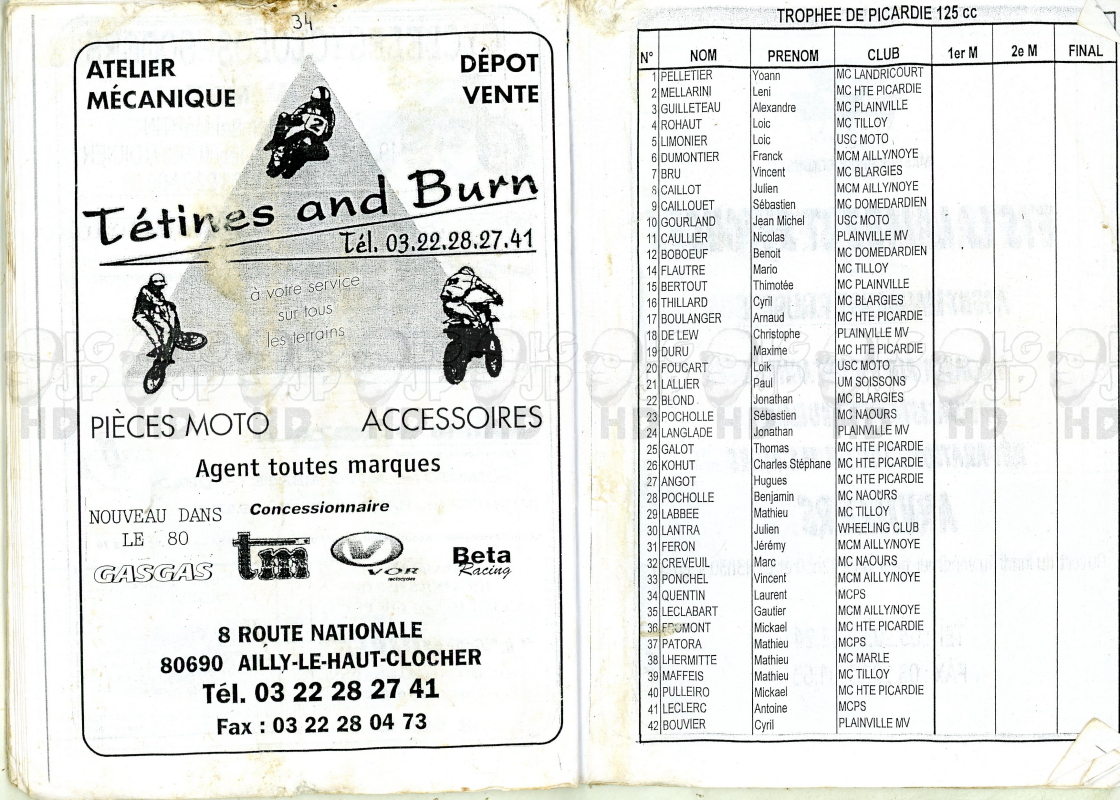 34
ATELIER
MÉCANIQUE
DÉPOT
VENTE
2
Tétines and Burn
Tél. 03.22.28.27.41
à votre service
sur tous
les terrains
PIÈCES MOTO
ACCESSOIRES
Agent toutes marques
Concessionnaire
NOUVEAU DANS
LE 80
GASGAS
tm
V
VOR
motorcycles
Beta
Racing
8 ROUTE NATIONALE
80690 AILLY-LE-HAUT-CLOCHER
Tél. 03 22 28 27 41
Fax : 03 22 28 04 73
TROPHEE DE PICARDIE 125 cc
N° NOM PRENOM CLUB 1er M 2e M FINAL
1 PELLETIER Yoann MC LANDRICOURT
2 MELLARINI Leni MC HTE PICARDIE
3 GUILLETEAU Alexandre MC PLAINVILLE
4 ROHAUT Loic MC TILLOY
5 LIMONIER Loic USC MOTO
6 DUMONTIER Franck MCM AILLY/NOYE
7 BRU Vincent MC BLARGIES
8 CAILLOT Julien MCM AILLY/NOYE
9 CAILLOUET Sébastien MC DOMEDARDIEN
10 GOURLAND Jean Michel USC MOTO
11 CAULLIER Nicolas PLAINVILLE MV
12 BOBOEUF Benoit MC DOMEDARDIEN
14 FLAUTRE Mario MC TILLOY
15 BERTOUT Thimotée MC PLAINVILLE
16 THILLARD Cyril MC BLARGIES
17 BOULANGER Arnaud MC HTE PICARDIE
18 DE LEW Christophe PLAINVILLE MV
19 DURU Maxime MC HTE PICARDIE
20 FOUCART Loik USC MOTO
21 LALLIER Paul UM SOISSONS
22 BLOND Jonathan MC BLARGIES
23 POCHOLLE Sébastien MC NAOURS
24 LANGLADE Jonathan PLAINVILLE MV
25 GALOT Thomas MC HTE PICARDIE
26 KOHUT Charles Stéphane MC HTE PICARDIE
27 ANGOT Hugues MC HTE PICARDIE
28 POCHOLLE Benjamin MC NAOURS
29 LABBEE Mathieu MC TILLOY
30 LANTRA Julien WHEELING CLUB
31 FERON Jérémy MCM AILLY/NOYE
32 CREVEUIL Marc MC NAOURS
33 PONCHEL Vincent MCM AILLY/NOYE
34 QUENTIN Laurent MCPS
35 LECLABART Gautier MCM AILLY/NOYE
36 FROMONT Mickael MC HTE PICARDIE
37 PATORA Mathieu MCPS
38 LHERMITTE Mathieu MC MARLE
39 MAFFEIS Mathieu MC TILLOY
40 PULLEIRO Mickael MC HTE PICARDIE
41 LECLERC Antoine MCPS
42 BOUVIER Cyril PLAINVILLE MV